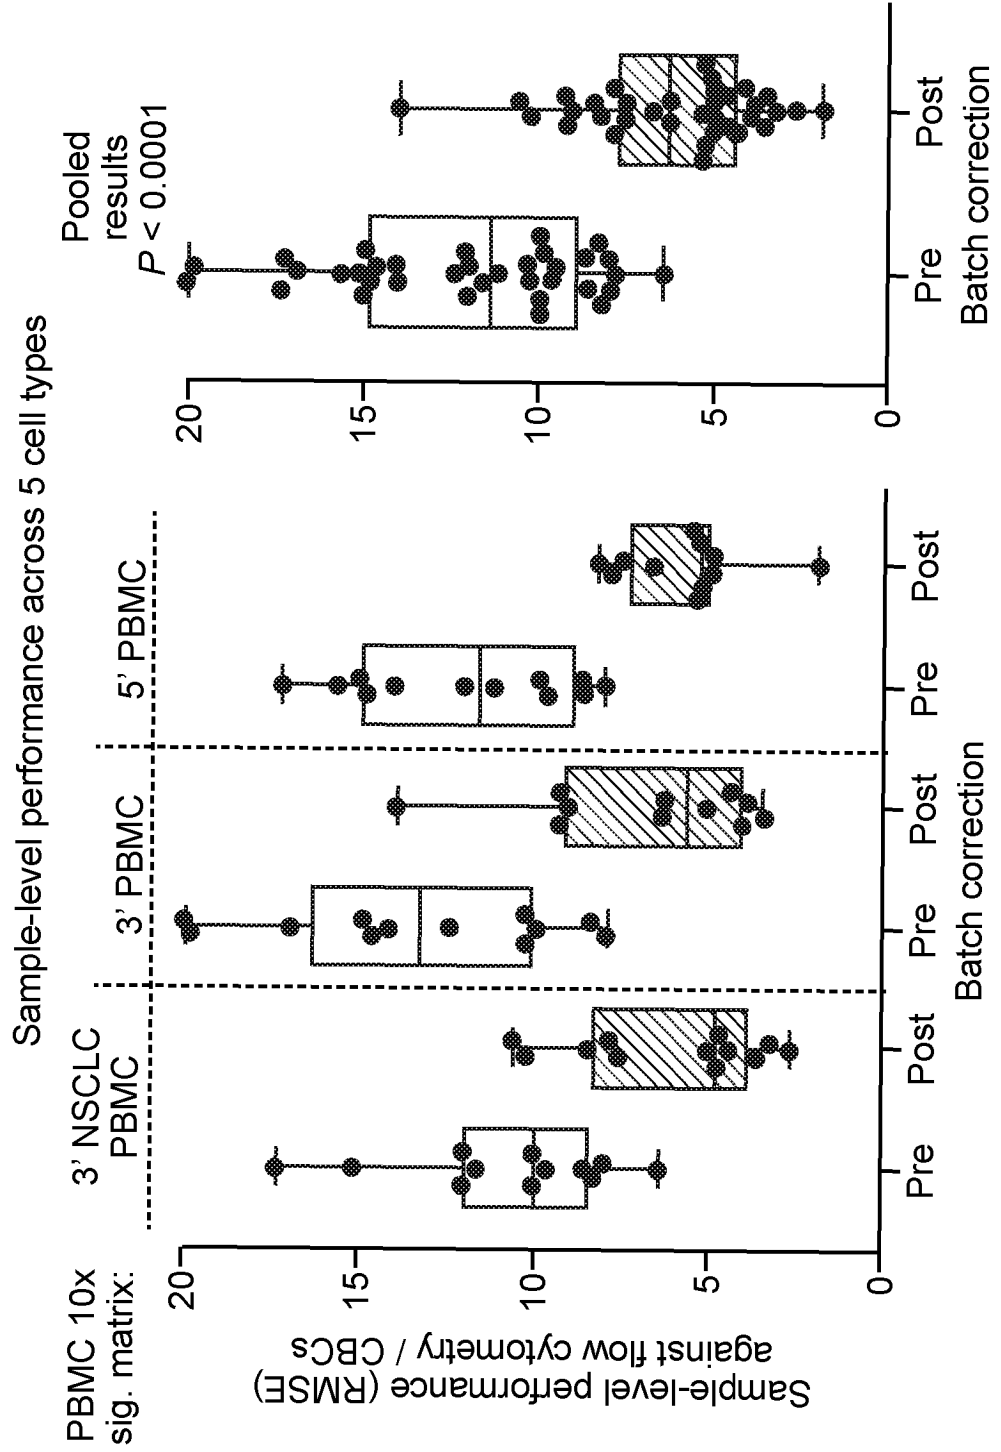 Sample-level performance across 5 cell types
PBMC 10x
sig. matrix:
3’ NSCLC
PBMC
3’ PBMC
5’ PBMC
Pooled
results
P < 0.0001
Sample-level performance (RMSE)
against flow cytometry / CBCs
20
15
10
5
0
Pre
Post
Pre
Post
Pre
Post
Batch correction
20
15
10
5
0
Pre
Post
Batch correction